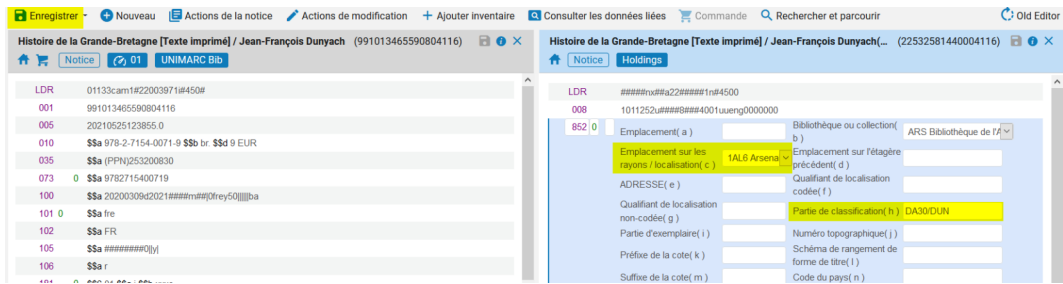 Enregistrer Nouveau Actions de la notice Actions de modification Ajouter inventaire Consulter les données liées Commande Rechercher et parcourir Old Editor
Histoire de la Grande-Bretagne [Texte imprimé] / Jean-François Dunyach (991013465590804116)
Notice 01 UNIMARC Bib
LDR 01133cam1#22003971i#450#
001 991013465590804116
005 20210525123855.0
010 $$a 978-2-7154-0071-9 $$b br. $$d 9 EUR
035 $$a (PPN)253200830
073 0 $$a 9782715400719
100 $$a 20200309d2021####m##|0frey50|||||ba
101 0 $$a fre
102 $$a FR
105 $$a ########0||y|
106 $$a r
Histoire de la Grande-Bretagne [Texte imprimé] / Jean-François Dunyach(... (22532581440004116)
Notice Holdings
LDR #####nx##a22#####1n#4500
008 1011252u####8###4001uueng0000000
852 0 Emplacement( a )
Bibliothèque ou collection( b ) ARS Bibliothèque de l'A
Emplacement sur les rayons / localisation( c ) 1AL6 Arsena
Emplacement sur l'étagère précédent( d )
ADRESSE( e )
Qualifiant de localisation codée( f )
Qualifiant de localisation non-codée( g )
Partie de classification( h ) DA30/DUN
Partie d'exemplaire( i )
Numéro topographique( j )
Préfixe de la cote( k )
Schéma de rangement de forme de titre( l )
Suffixe de la cote( m )
Code du pays( n )